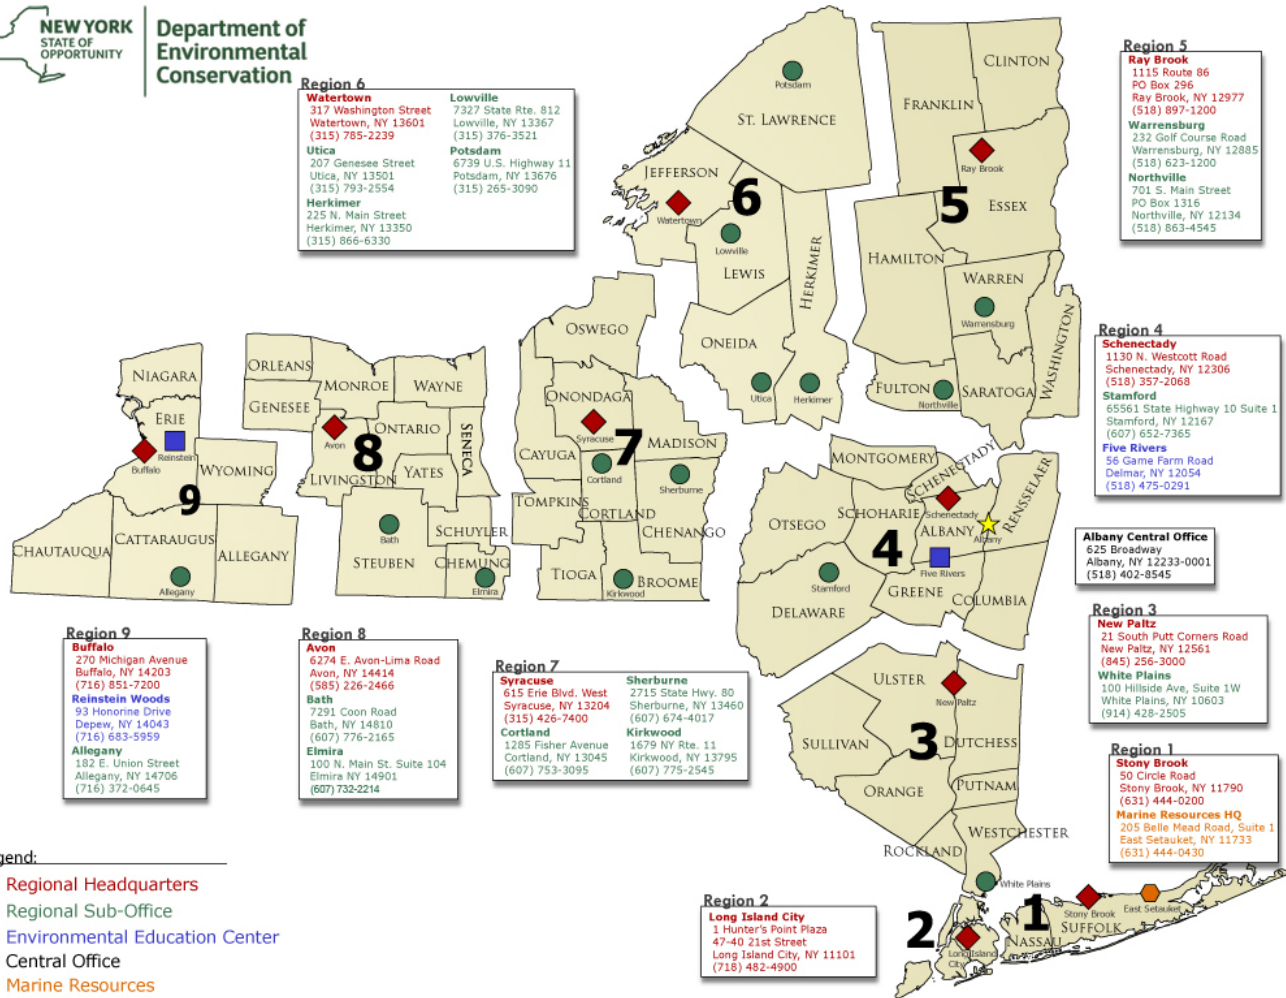 NEW YORK
STATE OF
OPPORTUNITY
Department of
Environmental
Conservation
Region 6
Watertown
317 Washington Street
Watertown, NY 13601
(315) 785-2239
Utica
207 Genesee Street
Utica, NY 13501
(315) 793-2554
Herkimer
225 N. Main Street
Herkimer, NY 13350
(315) 866-6330
Lowville
7327 State Rte. 812
Lowville, NY 13367
(315) 376-3521
Potsdam
6739 U.S. Highway 11
Potsdam, NY 13676
(315) 265-3090
Region 5
Ray Brook
1115 Route 86
PO Box 296
Ray Brook, NY 12977
(518) 897-1200
Warrensburg
232 Golf Course Road
Warrensburg, NY 12885
(518) 623-1200
Northville
701 S. Main Street
PO Box 1316
Northville, NY 12134
(518) 863-4545
Region 4
Schenectady
1130 N. Westcott Road
Schenectady, NY 12306
(518) 357-2068
Stamford
65561 State Highway 10 Suite 1
Stamford, NY 12167
(607) 652-7365
Five Rivers
56 Game Farm Road
Delmar, NY 12054
(518) 475-0291
Albany Central Office
625 Broadway
Albany, NY 12233-0001
(518) 402-8545
Region 3
New Paltz
21 South Putt Corners Road
New Paltz, NY 12561
(845) 256-3000
White Plains
100 Hillside Ave, Suite 1W
White Plains, NY 10603
(914) 428-2505
Region 1
Stony Brook
50 Circle Road
Stony Brook, NY 11790
(631) 444-0200
Marine Resources HQ
205 Belle Mead Road, Suite 1
East Setauket, NY 11733
(631) 444-0430
Region 2
Long Island City
1 Hunter's Point Plaza
47-40 21st Street
Long Island City, NY 11101
(718) 482-4900
Region 9
Buffalo
270 Michigan Avenue
Buffalo, NY 14203
(716) 851-7200
Reinstein Woods
93 Honorine Drive
Depew, NY 14043
(716) 683-5959
Allegany
182 E. Union Street
Allegany, NY 14706
(716) 372-0645
Region 8
Avon
6274 E. Avon-Lima Road
Avon, NY 14414
(585) 226-2466
Bath
7291 Coon Road
Bath, NY 14810
(607) 776-2165
Elmira
100 N. Main St. Suite 104
Elmira NY 14901
(607) 732-2214
Region 7
Syracuse
615 Erie Blvd. West
Syracuse, NY 13204
(315) 426-7400
Cortland
1285 Fisher Avenue
Cortland, NY 13045
(607) 753-3095
Sherburne
2715 State Hwy. 80
Sherburne, NY 13460
(607) 674-4017
Kirkwood
1679 NY Rte. 11
Kirkwood, NY 13795
(607) 775-2545
Potsdam
ST. LAWRENCE
JEFFERSON
6
Watertown
Lowville
LEWIS
HERKIMER
ONEIDA
Utica
Herkimer
CLINTON
FRANKLIN
Ray Brook
5
ESSEX
HAMILTON
WARREN
Warrensburg
WASHINGTON
FULTON
Northville
SARATOGA
OSWEGO
ONONDAGA
Syracuse
7
MADISON
CAYUGA
Cortland
Sherburne
TOMPKINS
CORTLAND
CHENANGO
TIOGA
Kirkwood
BROOME
ORLEANS
MONROE
WAYNE
GENESEE
Avon
ONTARIO
SENECA
8
YATES
LIVINGSTON
Bath
STEUBEN
SCHUYLER
CHEMUNG
Elmira
NIAGARA
ERIE
Reinstein
Buffalo
WYOMING
9
CHAUTAUQUA
CATTARAUGUS
ALLEGANY
Allegany
MONTGOMERY
SCHENECTADY
Schenectady
RENSSELAER
OTSEGO
SCHOHARIE
ALBANY
Albany
4
Five Rivers
Stamford
DELAWARE
GREENE
COLUMBIA
ULSTER
New Paltz
SULLIVAN
3
DUTCHESS
ORANGE
PUTNAM
WESTCHESTER
ROCKLAND
White Plains
2
Long Island
City
1
NASSAU
Stony Brook
East Setauket
SUFFOLK
gend:
Regional Headquarters
Regional Sub-Office
Environmental Education Center
Central Office
Marine Resources